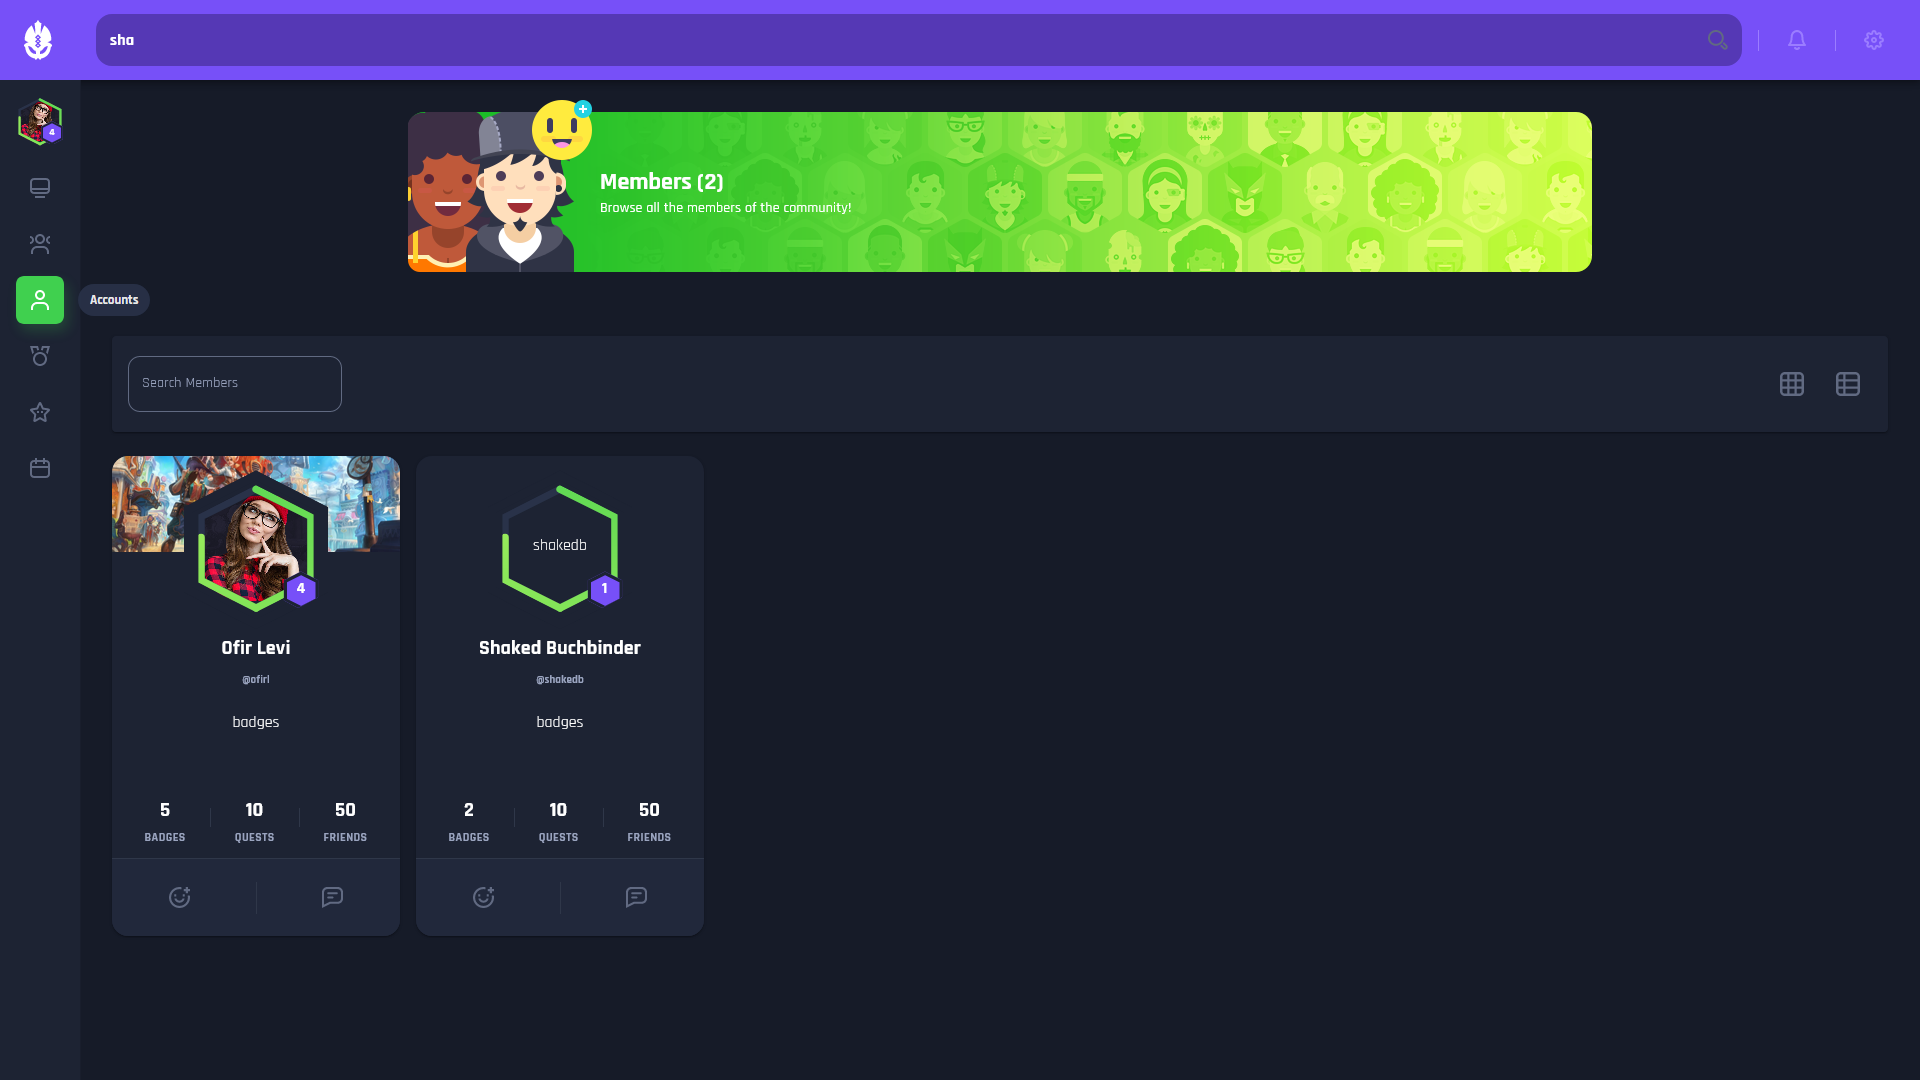 sha
4
Members (2)
Browse all the members of the community!
Accounts
Search Members
4
Ofir Levi
@ofirl
badges
5 10 50
BADGES QUESTS FRIENDS
shakedb
1
Shaked Buchbinder
@shakedb
badges
2 10 50
BADGES QUESTS FRIENDS